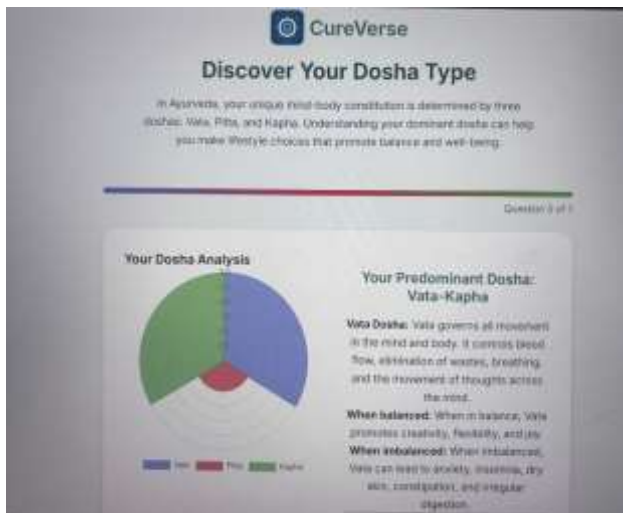 CureVerse
Discover Your Dosha Type
In Ayurveda, your unique mind-body constitution is determined by three
doshas: Vata, Pitta, and Kapha. Understanding your dominant dosha can help
you make lifestyle choices that promote balance and well-being.
Question 5 of
Your Dosha Analysis
Your Predominant Dosha:
Vata-Kapha
Vata Dosha: Vata governs all movement
in the mind and body. It controls blood
flow, elimination of wastes, breathing,
and the movement of thoughts across
the mind.
When balanced: When in balance, Vata
promotes creativity, flexibility, and joy.
When imbalanced: When imbalanced,
Vata can lead to anxiety, insomnia, dry
skin, constipation, and irregular
digestion.
Vata Pitta Kapha